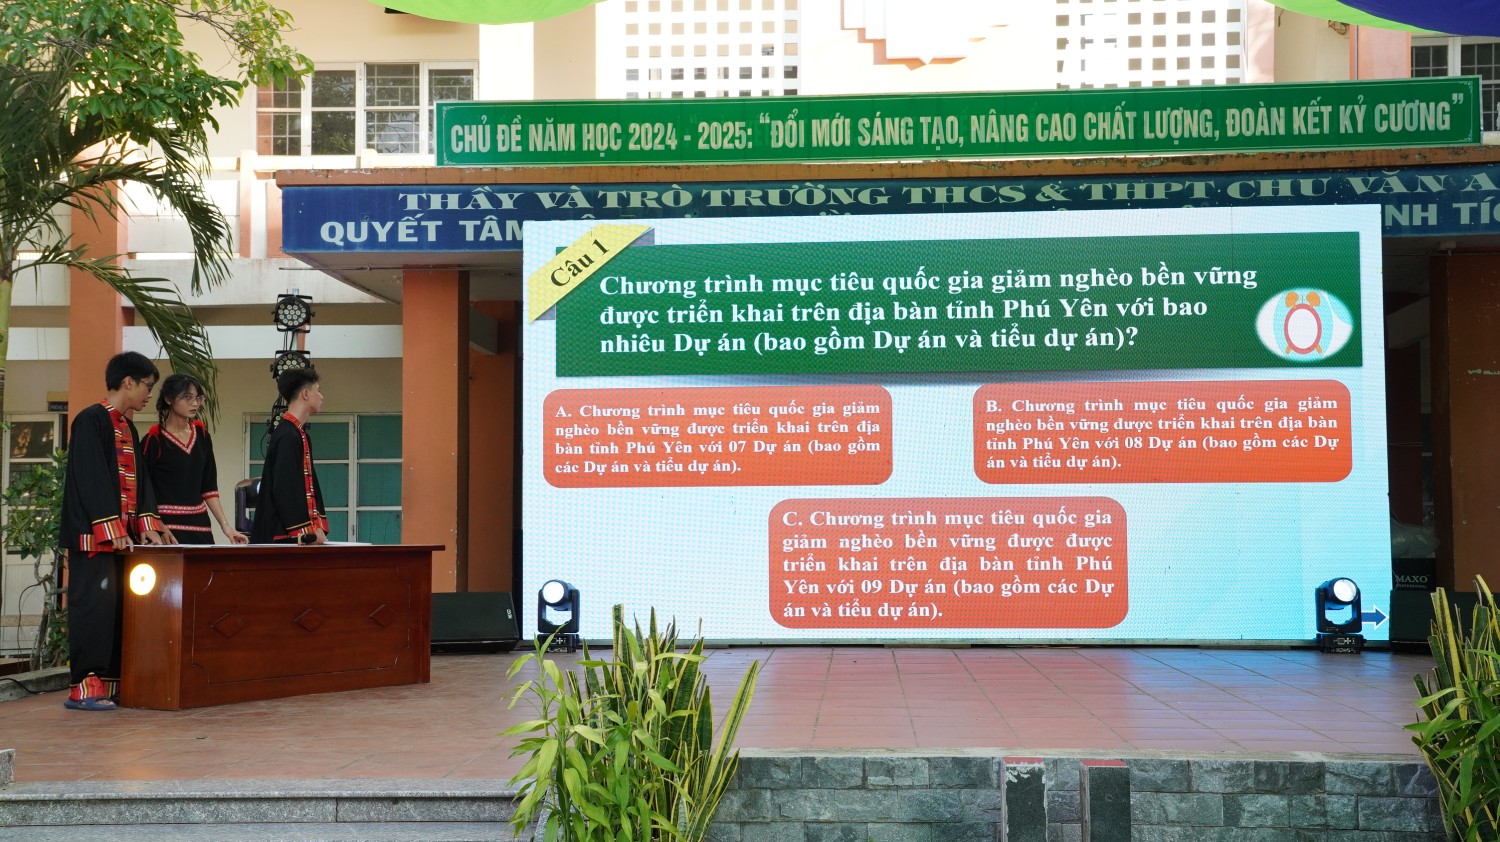 CHỦ ĐỀ NĂM HỌC 2024 - 2025: "ĐỔI MỚI SÁNG TẠO, NÂNG CAO CHẤT LƯỢNG, ĐOÀN KẾT KỶ CƯƠNG"
THẦY VÀ TRÒ TRƯỜNG THCS & THPT CHU VĂN A
QUYẾT TÂM
Câu 1
Chương trình mục tiêu quốc gia giảm nghèo bền vững
được triển khai trên địa bàn tỉnh Phú Yên với bao
nhiêu Dự án (bao gồm Dự án và tiểu dự án)?
A. Chương trình mục tiêu quốc gia giảm
nghèo bền vững được triển khai trên địa
bàn tỉnh Phú Yên với 07 Dự án (bao gồm
các Dự án và tiểu dự án).
B. Chương trình mục tiêu quốc gia giảm
nghèo bền vững được triển khai trên địa bàn
tỉnh Phú Yên với 08 Dự án (bao gồm các Dự
án và tiểu dự án).
C. Chương trình mục tiêu quốc gia
giảm nghèo bền vững được được
triển khai trên địa bàn tỉnh Phú
Yên với 09 Dự án (bao gồm các Dự
án và tiểu dự án).
MAXO